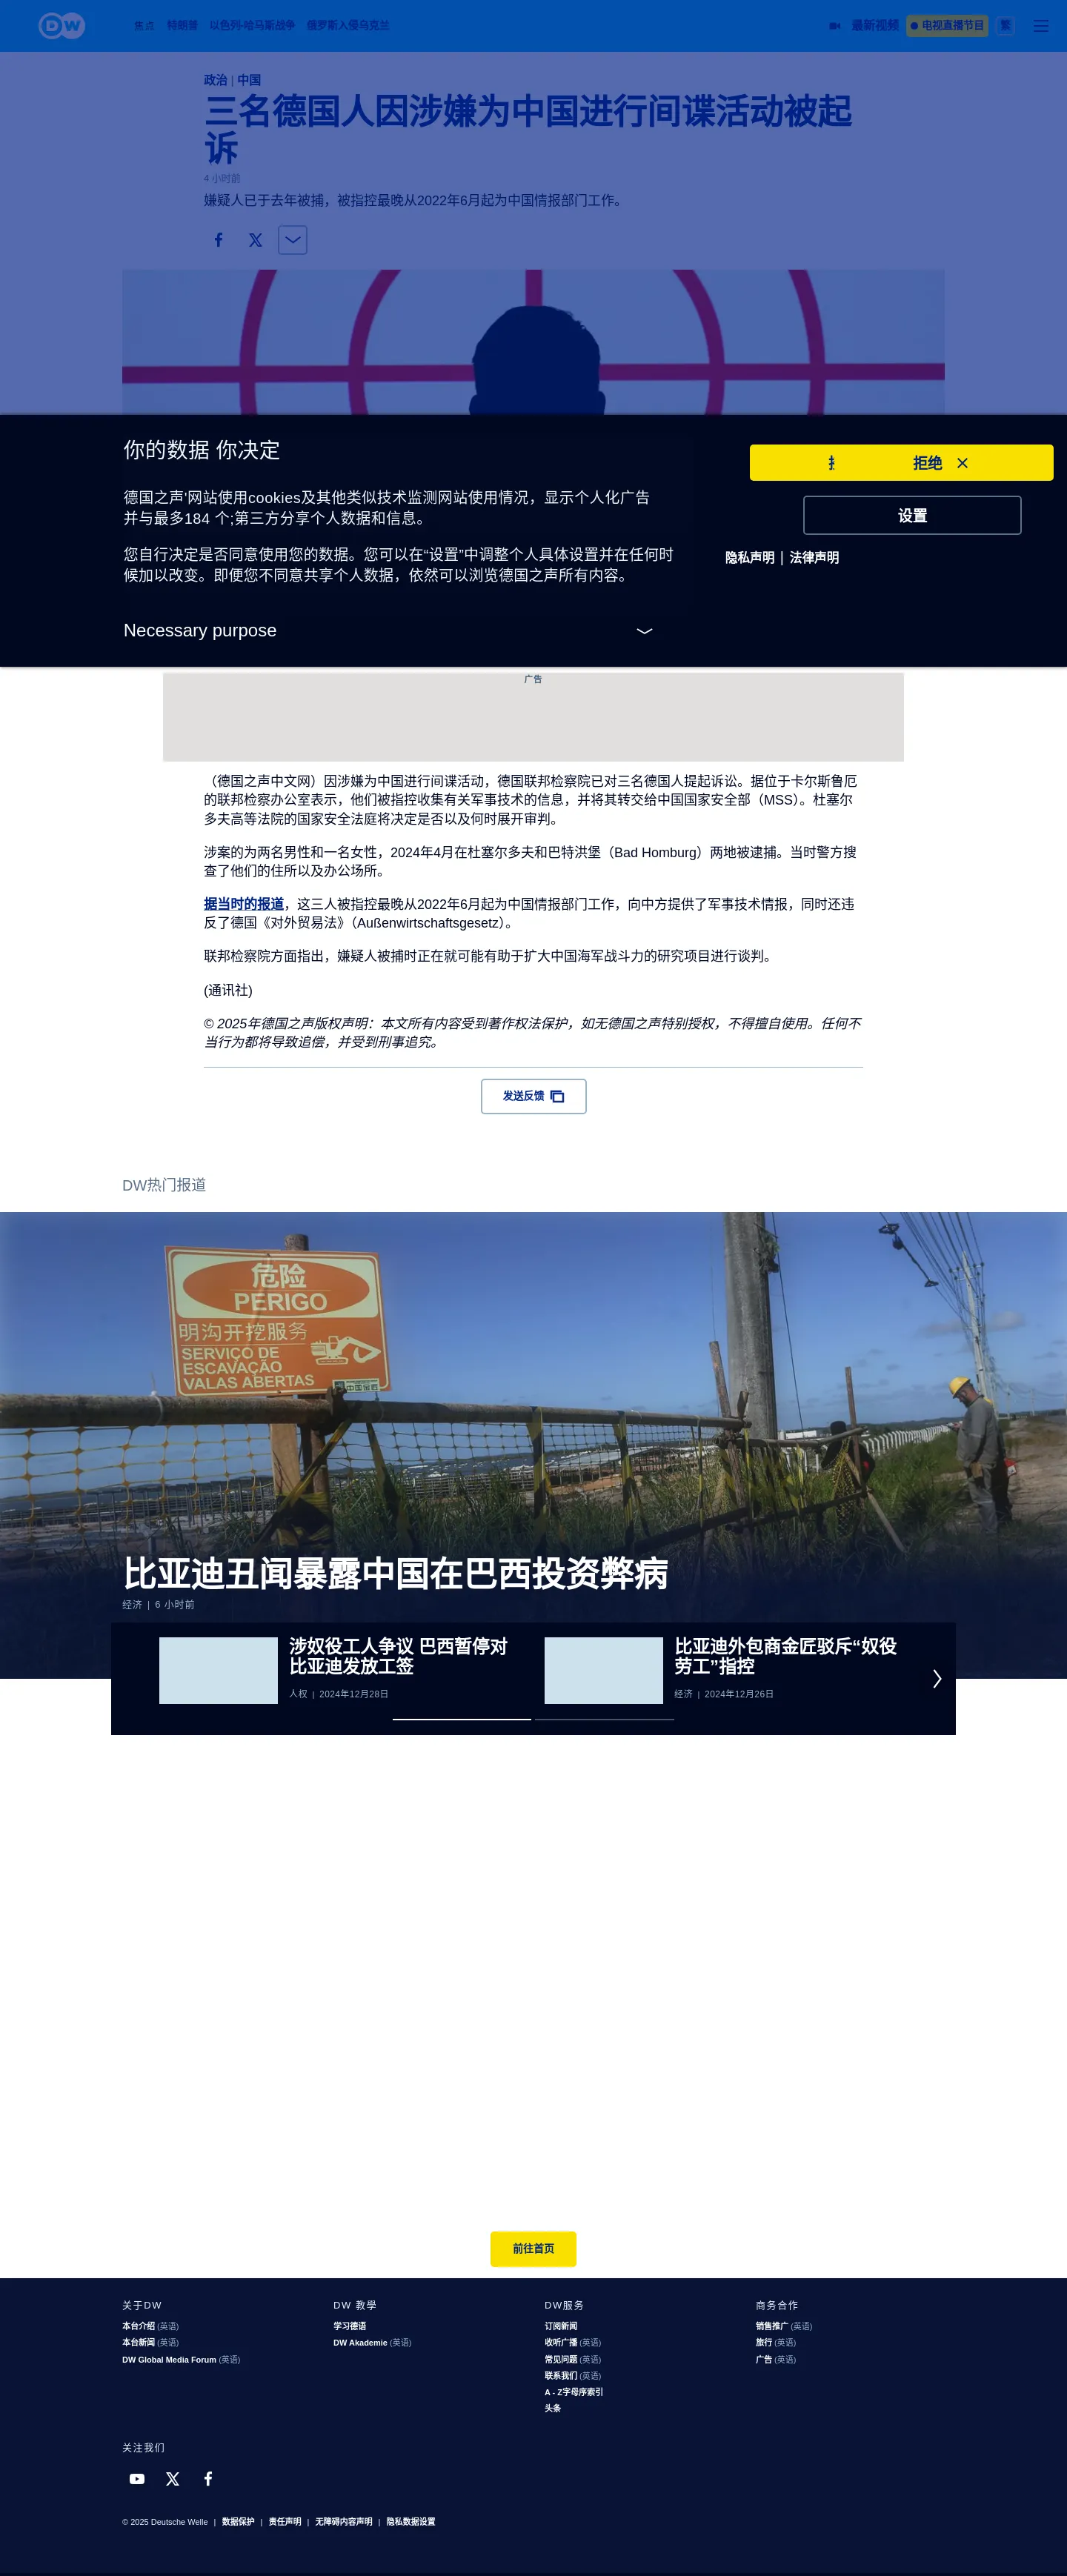 DW
焦点 特朗普 以色列-哈马斯战争 俄罗斯入侵乌克兰
最新视频 电视直播节目 繁
政治 | 中国
三名德国人因涉嫌为中国进行间谍活动被起
诉
4 小时前
嫌疑人已于去年被捕，被指控最晚从2022年6月起为中国情报部门工作。
你的数据 你决定
拒绝
德国之声'网站使用cookies及其他类似技术监测网站使用情况，显示个人化广告
并与最多184 个;第三方分享个人数据和信息。
设置
您自行决定是否同意使用您的数据。您可以在“设置”中调整个人具体设置并在任何时
候加以改变。即便您不同意共享个人数据，依然可以浏览德国之声所有内容。
隐私声明 | 法律声明
Necessary purpose
广告
（德国之声中文网）因涉嫌为中国进行间谍活动，德国联邦检察院已对三名德国人提起诉讼。据位于卡尔斯鲁厄
的联邦检察办公室表示，他们被指控收集有关军事技术的信息，并将其转交给中国国家安全部（MSS）。杜塞尔
多夫高等法院的国家安全法庭将决定是否以及何时展开审判。
涉案的为两名男性和一名女性，2024年4月在杜塞尔多夫和巴特洪堡（Bad Homburg）两地被逮捕。当时警方搜
查了他们的住所以及办公场所。
据当时的报道，这三人被指控最晚从2022年6月起为中国情报部门工作，向中方提供了军事技术情报，同时还违
反了德国《对外贸易法》（Außenwirtschaftsgesetz）。
联邦检察院方面指出，嫌疑人被捕时正在就可能有助于扩大中国海军战斗力的研究项目进行谈判。
(通讯社)
© 2025年德国之声版权声明：本文所有内容受到著作权法保护，如无德国之声特别授权，不得擅自使用。任何不
当行为都将导致追偿，并受到刑事追究。
发送反馈
DW热门报道
危险
PERIGO
明沟开挖服务
SERVIÇO DE
ESCAVAÇÃO
VALAS ABERTAS
比亚迪丑闻暴露中国在巴西投资弊病
经济 | 6 小时前
涉奴役工人争议 巴西暂停对
比亚迪发放工签
人权 | 2024年12月28日
比亚迪外包商金匠驳斥“奴役
劳工”指控
经济 | 2024年12月26日
前往首页
关于DW
本台介绍 (英语)
本台新闻 (英语)
DW Global Media Forum (英语)
DW 教學
学习德语
DW Akademie (英语)
DW服务
订阅新闻
收听广播 (英语)
常见问题 (英语)
联系我们 (英语)
A - Z字母序索引
头条
商务合作
销售推广 (英语)
旅行 (英语)
广告 (英语)
关注我们
© 2025 Deutsche Welle | 数据保护 | 责任声明 | 无障碍内容声明 | 隐私数据设置